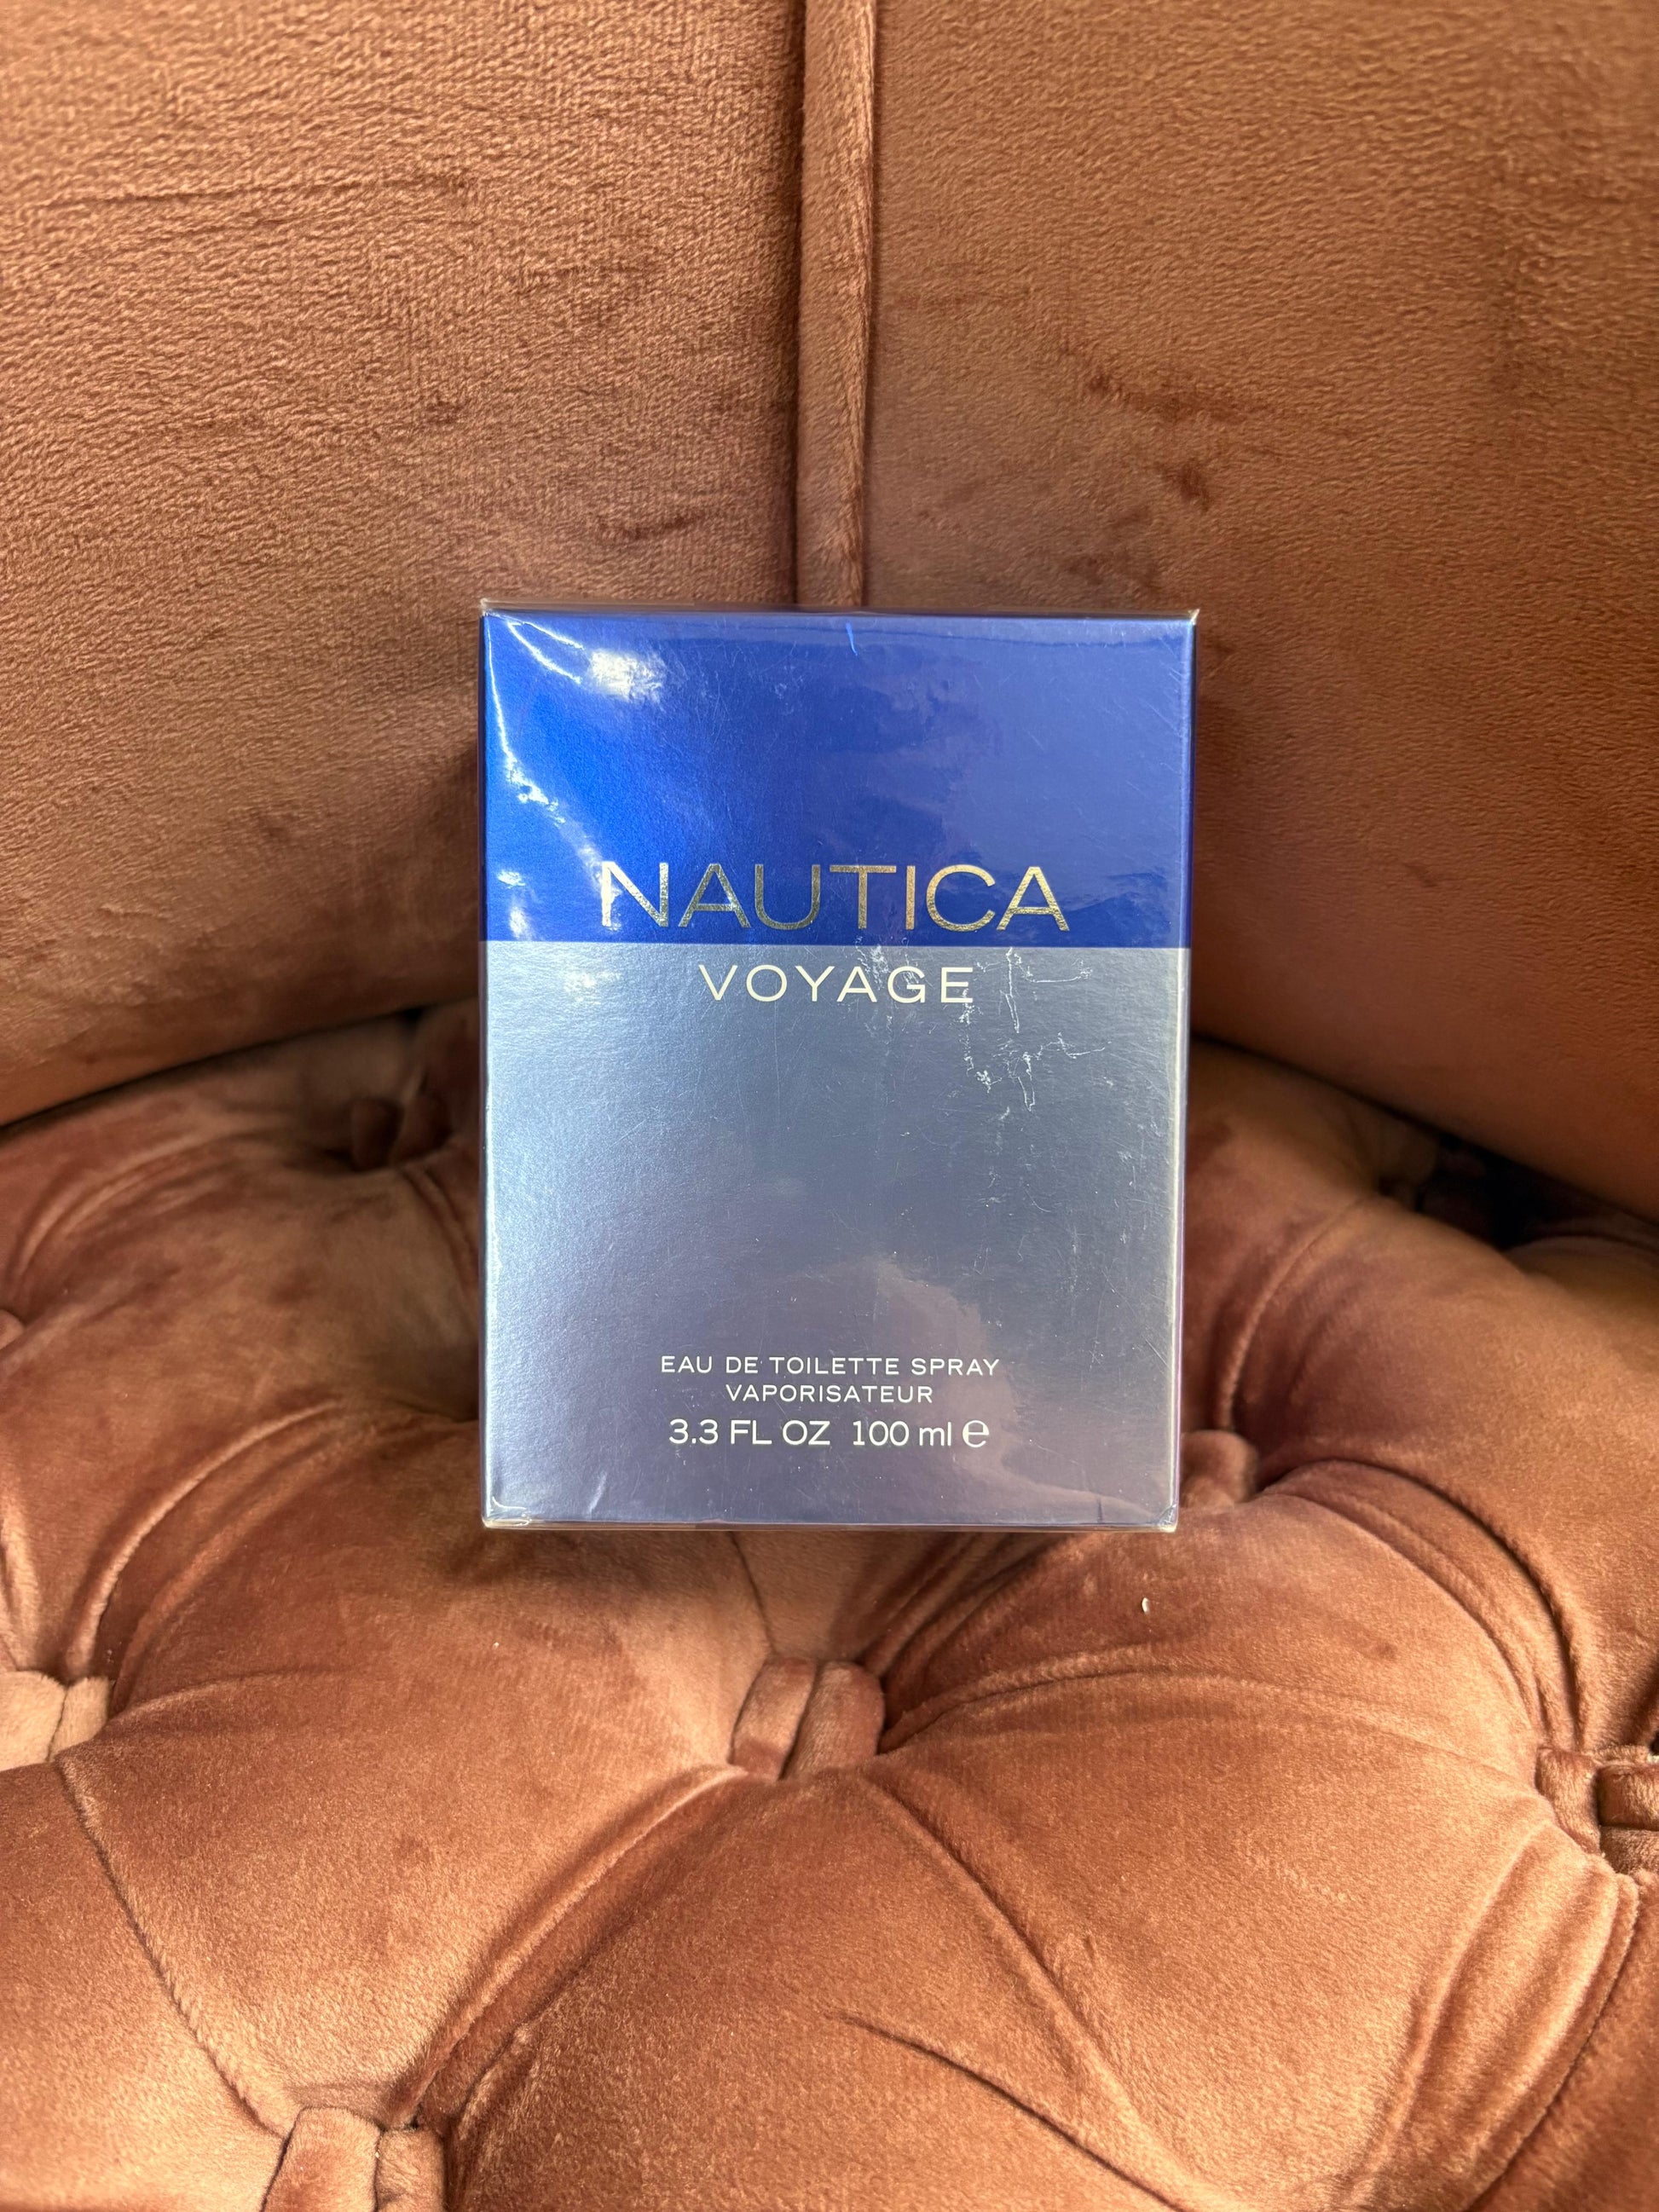 NAUTICA
VOYAGE
EAU DE TOILETTE SPRAY
VAPORISATEUR
3.3 FL OZ 100 ml ℮